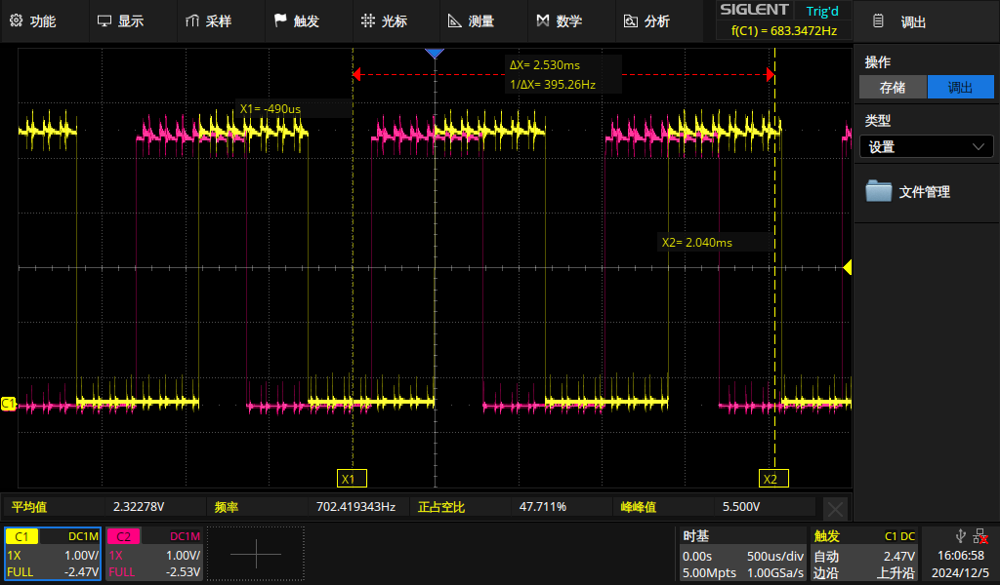 功能
显示
采样
触发
光标
测量
数学
分析
SIGLENT
Trig'd
f(C1) = 683.3472Hz
调出
操作
存储
调出
类型
设置
文件管理
ΔX= 2.530ms
1/ΔX= 395.26Hz
X1= -490us
X2= 2.040ms
C1
X1
X2
平均值 2.32278V 频率 702.419343Hz 正占空比 47.711% 峰峰值 5.500V
C1 DC1M
1X 1.00V/
FULL -2.47V
C2 DC1M
1X 1.00V/
FULL -2.53V
时基
0.00s 500us/div
5.00Mpts 1.00GSa/s
触发 C1 DC
自动 2.47V
边沿 上升沿
16:06:58
2024/12/5